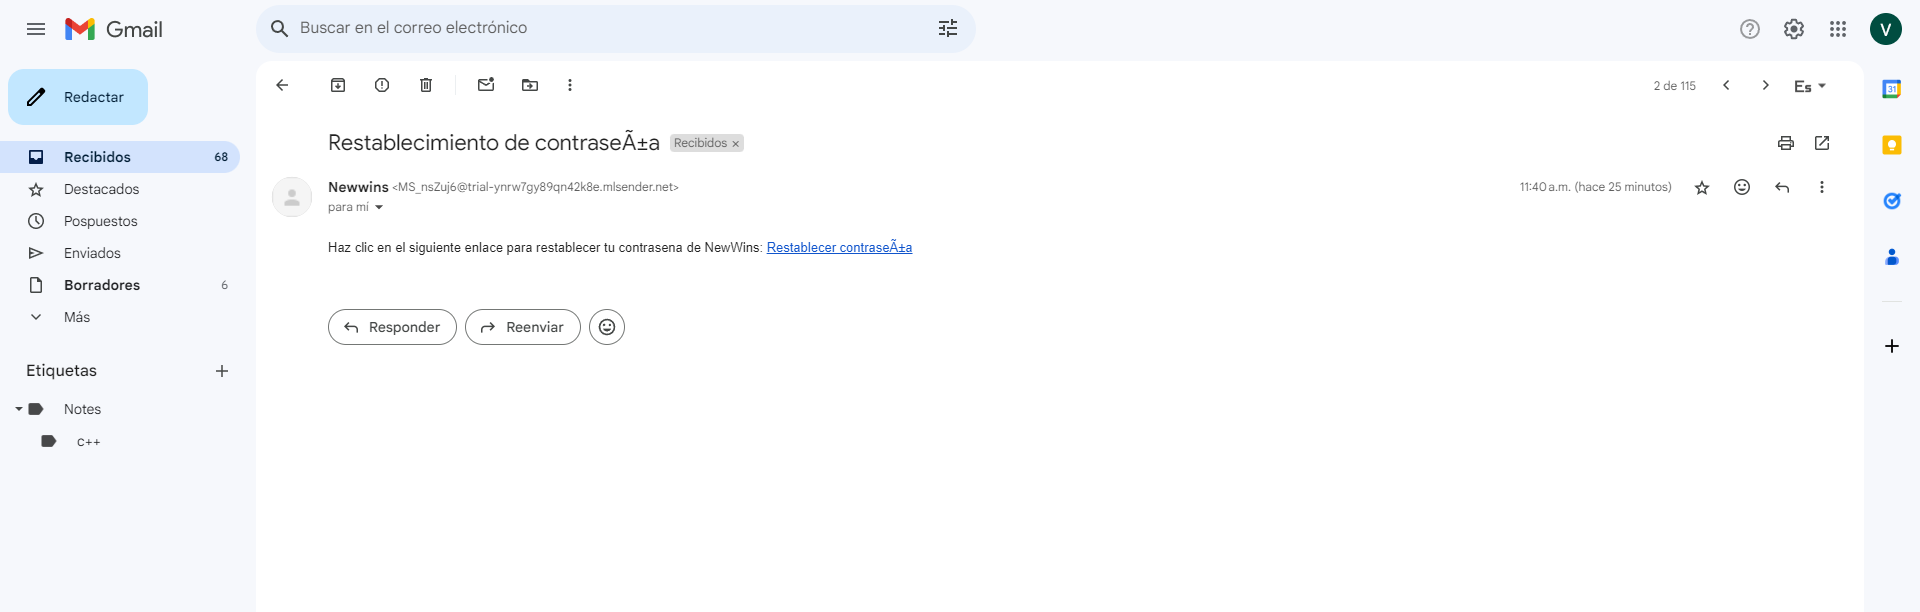 Gmail
Buscar en el correo electrónico
V
Redactar
2 de 115
Es
Recibidos 68
Destacados
Pospuestos
Enviados
Borradores 6
Más
Etiquetas
Notes
C++
Restablecimiento de contraseÃ±a Recibidos ×
Newwins <MS_nsZuj6@trial-ynrw7gy89qn42k8e.mlsender.net> 11:40 a.m. (hace 25 minutos)
para mí
Haz clic en el siguiente enlace para restablecer tu contrasena de NewWins: Restablecer contraseÃ±a
Responder Reenviar
31